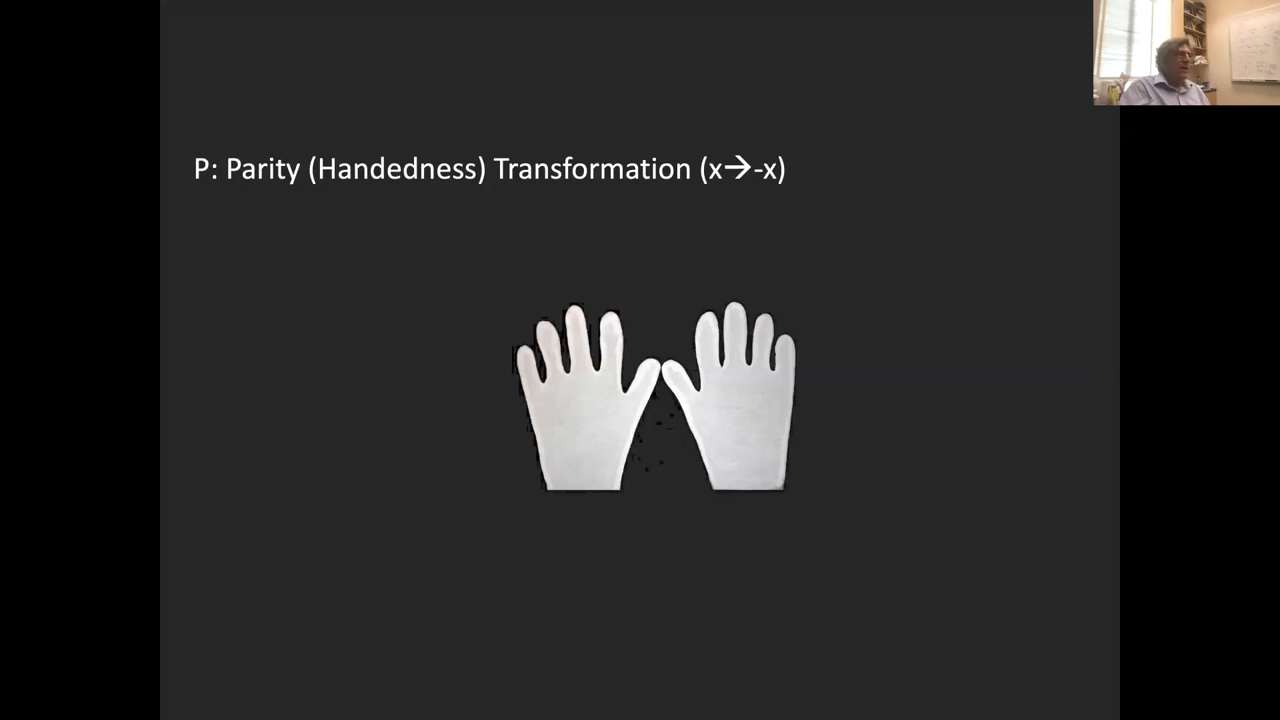 P: Parity (Handedness) Transformation (x→-x)